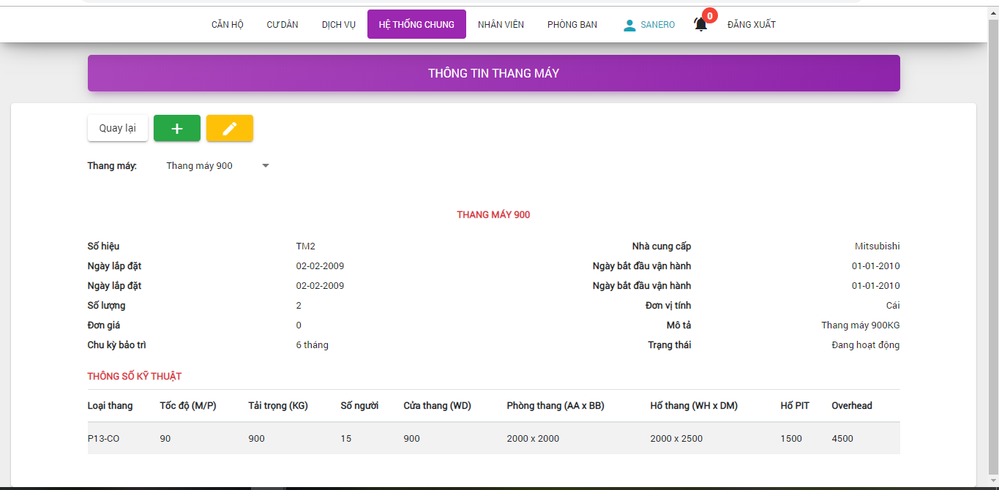 CĂN HỘ CƯ DÂN DỊCH VỤ HỆ THỐNG CHUNG NHÂN VIÊN PHÒNG BAN SANERO 0 ĐĂNG XUẤT
THÔNG TIN THANG MÁY
Quay lại
Thang máy: Thang máy 900
THANG MÁY 900
Số hiệu TM2 Nhà cung cấp Mitsubishi
Ngày lắp đặt 02-02-2009 Ngày bắt đầu vận hành 01-01-2010
Ngày lắp đặt 02-02-2009 Ngày bắt đầu vận hành 01-01-2010
Số lượng 2 Đơn vị tính Cái
Đơn giá 0 Mô tả Thang máy 900KG
Chu kỳ bảo trì 6 tháng Trạng thái Đang hoạt động
THÔNG SỐ KỸ THUẬT
Loại thang Tốc độ (M/P) Tải trọng (KG) Số người Cửa thang (WD) Phòng thang (AA x BB) Hố thang (WH x DM) Hố PIT Overhead
P13-CO 90 900 15 900 2000 x 2000 2000 x 2500 1500 4500